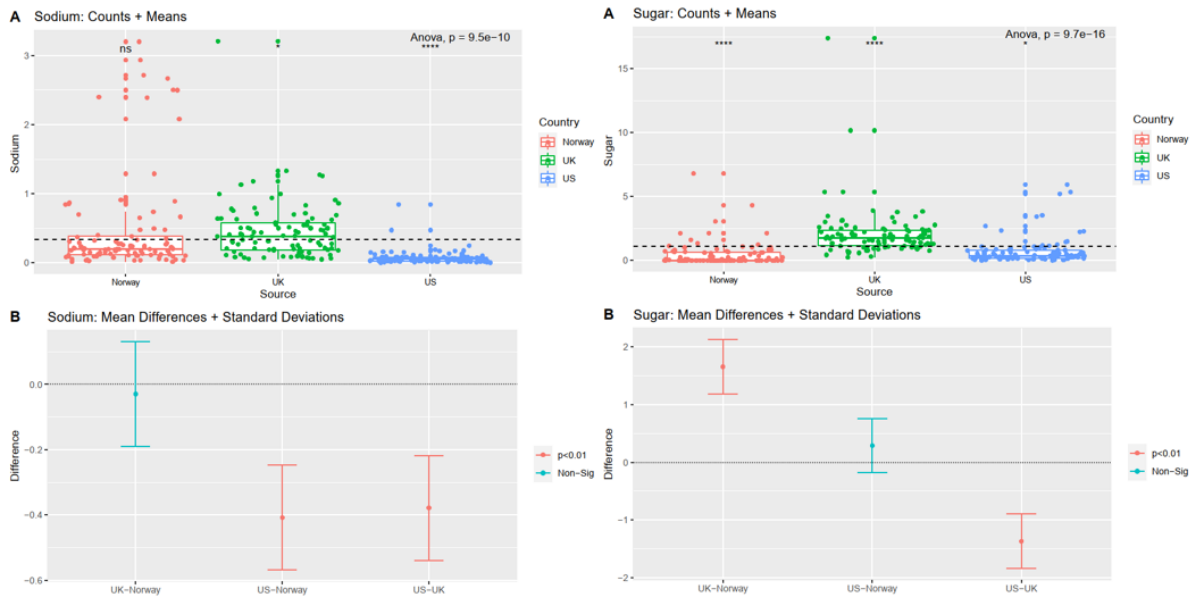 A Sodium: Counts + Means
Anova, p = 9.5e−10
ns * ****
3
2
1
0
Sodium
Norway UK US
Source
Country
Norway
UK
US
A Sugar: Counts + Means
Anova, p = 9.7e−16
**** **** *
15
10
5
0
Sugar
Norway UK US
Source
Country
Norway
UK
US
B Sodium: Mean Differences + Standard Deviations
0.0
−0.2
−0.4
−0.6
Difference
UK−Norway US−Norway US−UK
p<0.01
Non−Sig
B Sugar: Mean Differences + Standard Deviations
2
1
0
−1
−2
Difference
UK−Norway US−Norway US−UK
p<0.01
Non−Sig